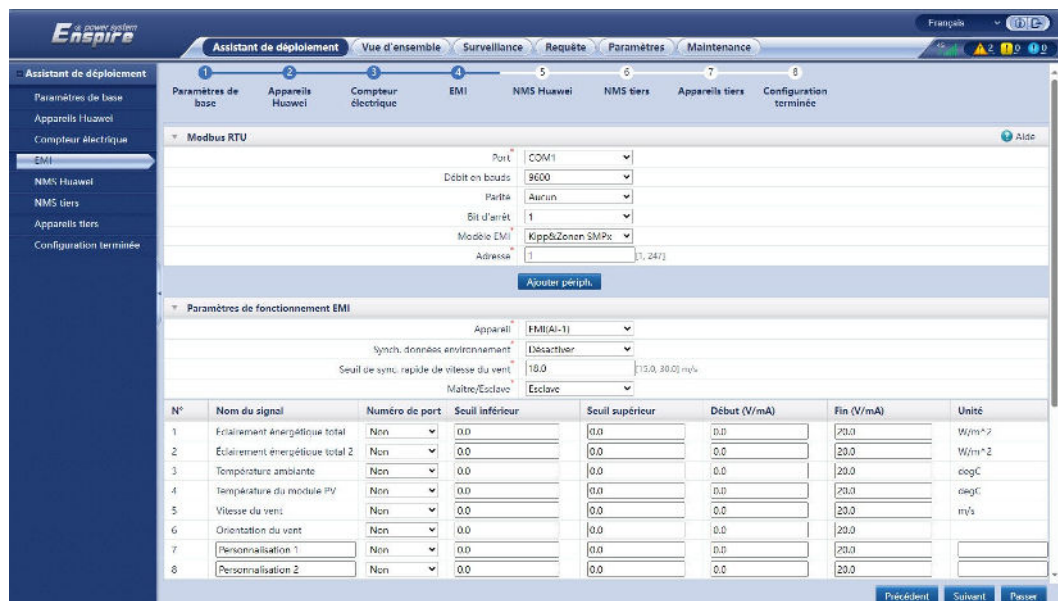 power system
Enspire
Français
Assistant de déploiement Vue d'ensemble Surveillance Requête Paramètres Maintenance
2 0 0
Assistant de déploiement
Paramètres de base
Appareils Huawei
Compteur électrique
EMI
NMS Huawei
NMS tiers
Appareils tiers
Configuration terminée
1 2 3 4 5 6 7 8
Paramètres de base Appareils Huawei Compteur électrique EMI NMS Huawei NMS tiers Appareils tiers Configuration terminée
Modbus RTU Aide
Port * COM1
Débit en bauds 9600
Parité Aucun
Bit d'arrêt 1
Modèle EMI * Kipp&Zonen SMPx
Adresse * 1 [1, 247]
Ajouter périph.
Paramètres de fonctionnement EMI
Appareil * EMI(AI-1)
Synch. données environnement * Désactiver
Seuil de sync. rapide de vitesse du vent * 18.0 [15.0, 30.0] m/s
Maître/Esclave * Esclave
N° Nom du signal Numéro de port Seuil inférieur Seuil supérieur Début (V/mA) Fin (V/mA) Unité
1 Éclairement énergétique total Non 0.0 0.0 0.0 20.0 W/m^2
2 Éclairement énergétique total 2 Non 0.0 0.0 0.0 20.0 W/m^2
3 Température ambiante Non 0.0 0.0 0.0 20.0 degC
4 Température du module PV Non 0.0 0.0 0.0 20.0 degC
5 Vitesse du vent Non 0.0 0.0 0.0 20.0 m/s
6 Orientation du vent Non 0.0 0.0 0.0 20.0
7 Personnalisation 1 Non 0.0 0.0 0.0 20.0
8 Personnalisation 2 Non 0.0 0.0 0.0 20.0
Précédent Suivant Passer